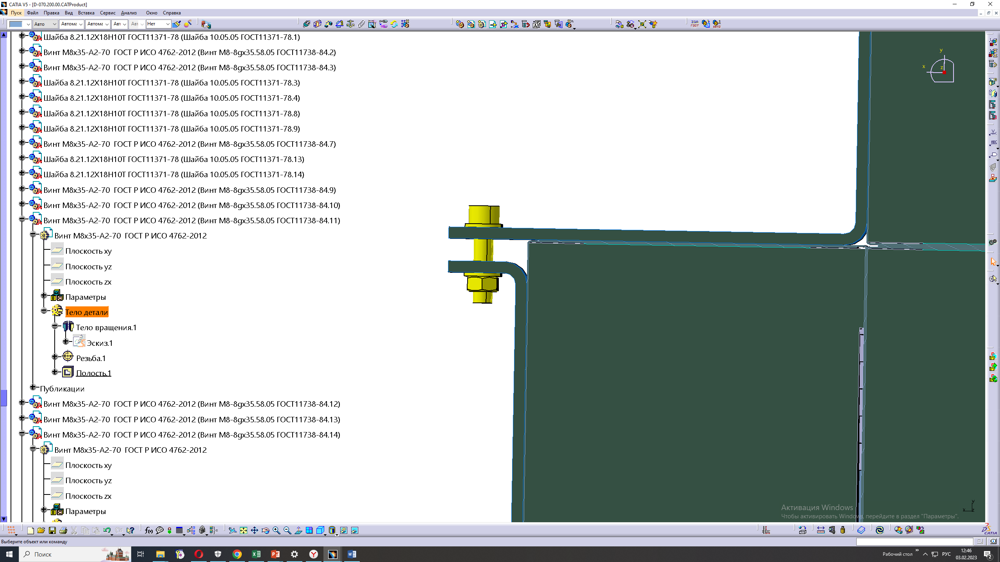 CATIA V5 - [D-070.200.00.CATProduct]
Пуск Файл Правка Вид Вставка Сервис Анализ Окно Справка
Авто Автома Автома Авт Авт Нет
IGA ГОСТ АВТО
Шайба 8.21.12Х18Н10Т ГОСТ11371-78 (Шайба 10.05.05 ГОСТ11371-78.1)
Винт М8х35-А2-70 ГОСТ Р ИСО 4762-2012 (Винт М8-8gx35.58.05 ГОСТ11738-84.2)
Винт М8х35-А2-70 ГОСТ Р ИСО 4762-2012 (Винт М8-8gx35.58.05 ГОСТ11738-84.3)
Шайба 8.21.12Х18Н10Т ГОСТ11371-78 (Шайба 10.05.05 ГОСТ11371-78.3)
Шайба 8.21.12Х18Н10Т ГОСТ11371-78 (Шайба 10.05.05 ГОСТ11371-78.4)
Шайба 8.21.12Х18Н10Т ГОСТ11371-78 (Шайба 10.05.05 ГОСТ11371-78.8)
Шайба 8.21.12Х18Н10Т ГОСТ11371-78 (Шайба 10.05.05 ГОСТ11371-78.9)
Винт М8х35-А2-70 ГОСТ Р ИСО 4762-2012 (Винт М8-8gx35.58.05 ГОСТ11738-84.7)
Шайба 8.21.12Х18Н10Т ГОСТ11371-78 (Шайба 10.05.05 ГОСТ11371-78.13)
Шайба 8.21.12Х18Н10Т ГОСТ11371-78 (Шайба 10.05.05 ГОСТ11371-78.14)
Винт М8х35-А2-70 ГОСТ Р ИСО 4762-2012 (Винт М8-8gx35.58.05 ГОСТ11738-84.9)
Винт М8х35-А2-70 ГОСТ Р ИСО 4762-2012 (Винт М8-8gx35.58.05 ГОСТ11738-84.10)
Винт М8х35-А2-70 ГОСТ Р ИСО 4762-2012 (Винт М8-8gx35.58.05 ГОСТ11738-84.11)
Винт М8х35-А2-70 ГОСТ Р ИСО 4762-2012
Плоскость xy
Плоскость yz
Плоскость zx
Параметры
Тело детали
Тело вращения.1
Эскиз.1
Резьба.1
Полость.1
Публикации
Винт М8х35-А2-70 ГОСТ Р ИСО 4762-2012 (Винт М8-8gx35.58.05 ГОСТ11738-84.12)
Винт М8х35-А2-70 ГОСТ Р ИСО 4762-2012 (Винт М8-8gx35.58.05 ГОСТ11738-84.13)
Винт М8х35-А2-70 ГОСТ Р ИСО 4762-2012 (Винт М8-8gx35.58.05 ГОСТ11738-84.14)
Винт М8х35-А2-70 ГОСТ Р ИСО 4762-2012
Плоскость xy
Плоскость yz
Плоскость zx
Параметры
y
x
z
ABC
y
x z
Активация Windows
Чтобы активировать Windows, перейдите в раздел "Параметры".
CATIA
Выберите объект или команду
Поиск
Рабочий стол
РУС
12:46
03.02.2023
2